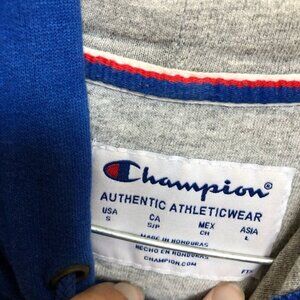 Champion
AUTHENTIC ATHLETICWEAR
USA CA MEX ASIA
S S/P CH L
MADE IN HONDURAS
HECHO EN HONDURAS
CHAMPION.COM